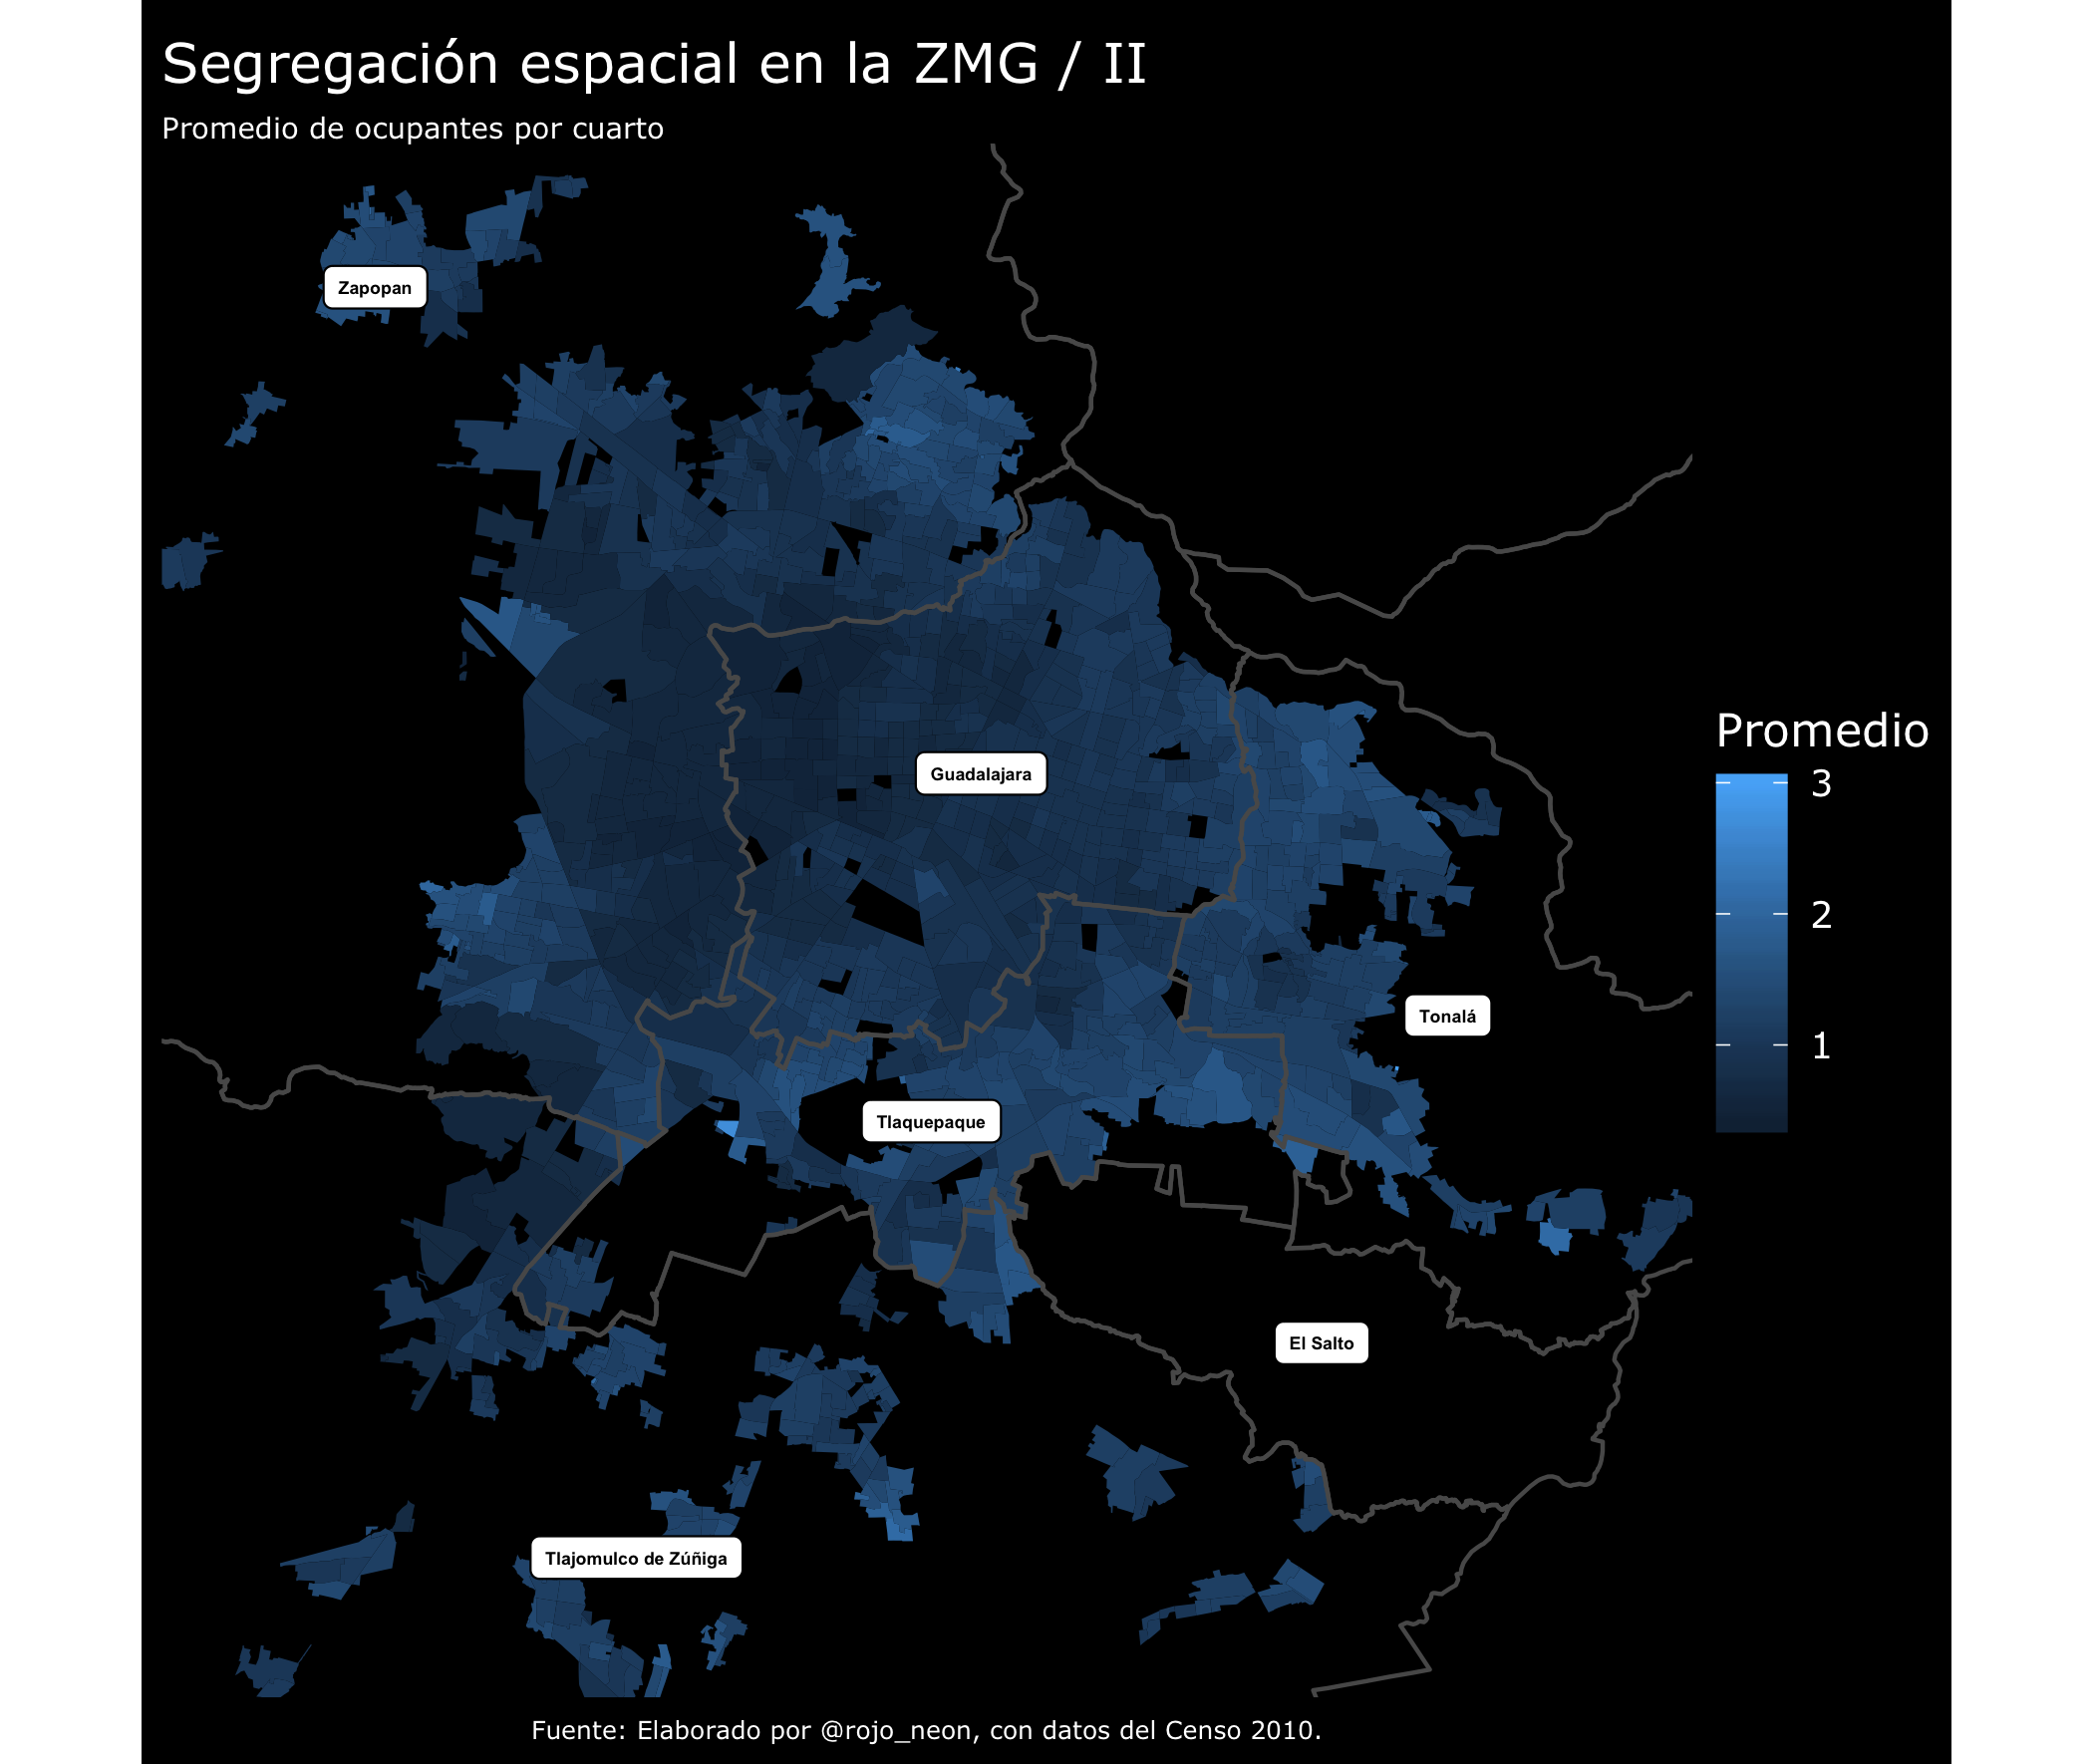 Segregación espacial en la ZMG / II
Promedio de ocupantes por cuarto
Zapopan
Guadalajara
Promedio
3
2
1
Tonalá
Tlaquepaque
El Salto
Tlajomulco de Zúñiga
Fuente: Elaborado por @rojo_neon, con datos del Censo 2010.